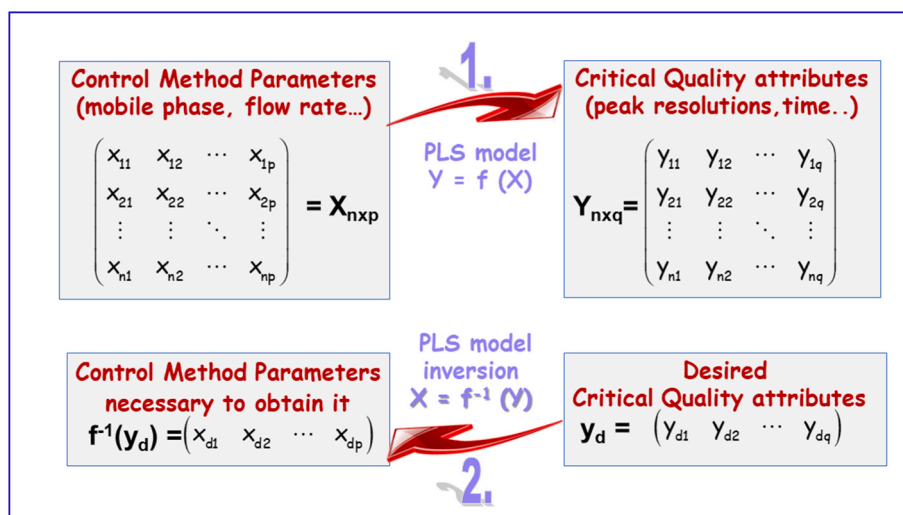 1.
Control Method Parameters
(mobile phase, flow rate…)
x11 x12 ⋯ x1p
x21 x22 ⋯ x2p
⋮ ⋮ ⋱ ⋮
xn1 xn2 ⋯ xnp
= Xnxp
PLS model
Y = f (X)
Critical Quality attributes
(peak resolutions,time..)
Ynxq=
y11 y12 ⋯ y1q
y21 y22 ⋯ y2q
⋮ ⋮ ⋱ ⋮
yn1 yn2 ⋯ ynq
Control Method Parameters
necessary to obtain it
f-1(yd) =(xd1 xd2 ⋯ xdp)
PLS model
inversion
X = f-1 (Y)
Desired
Critical Quality attributes
yd = (yd1 yd2 ⋯ ydq)
2.